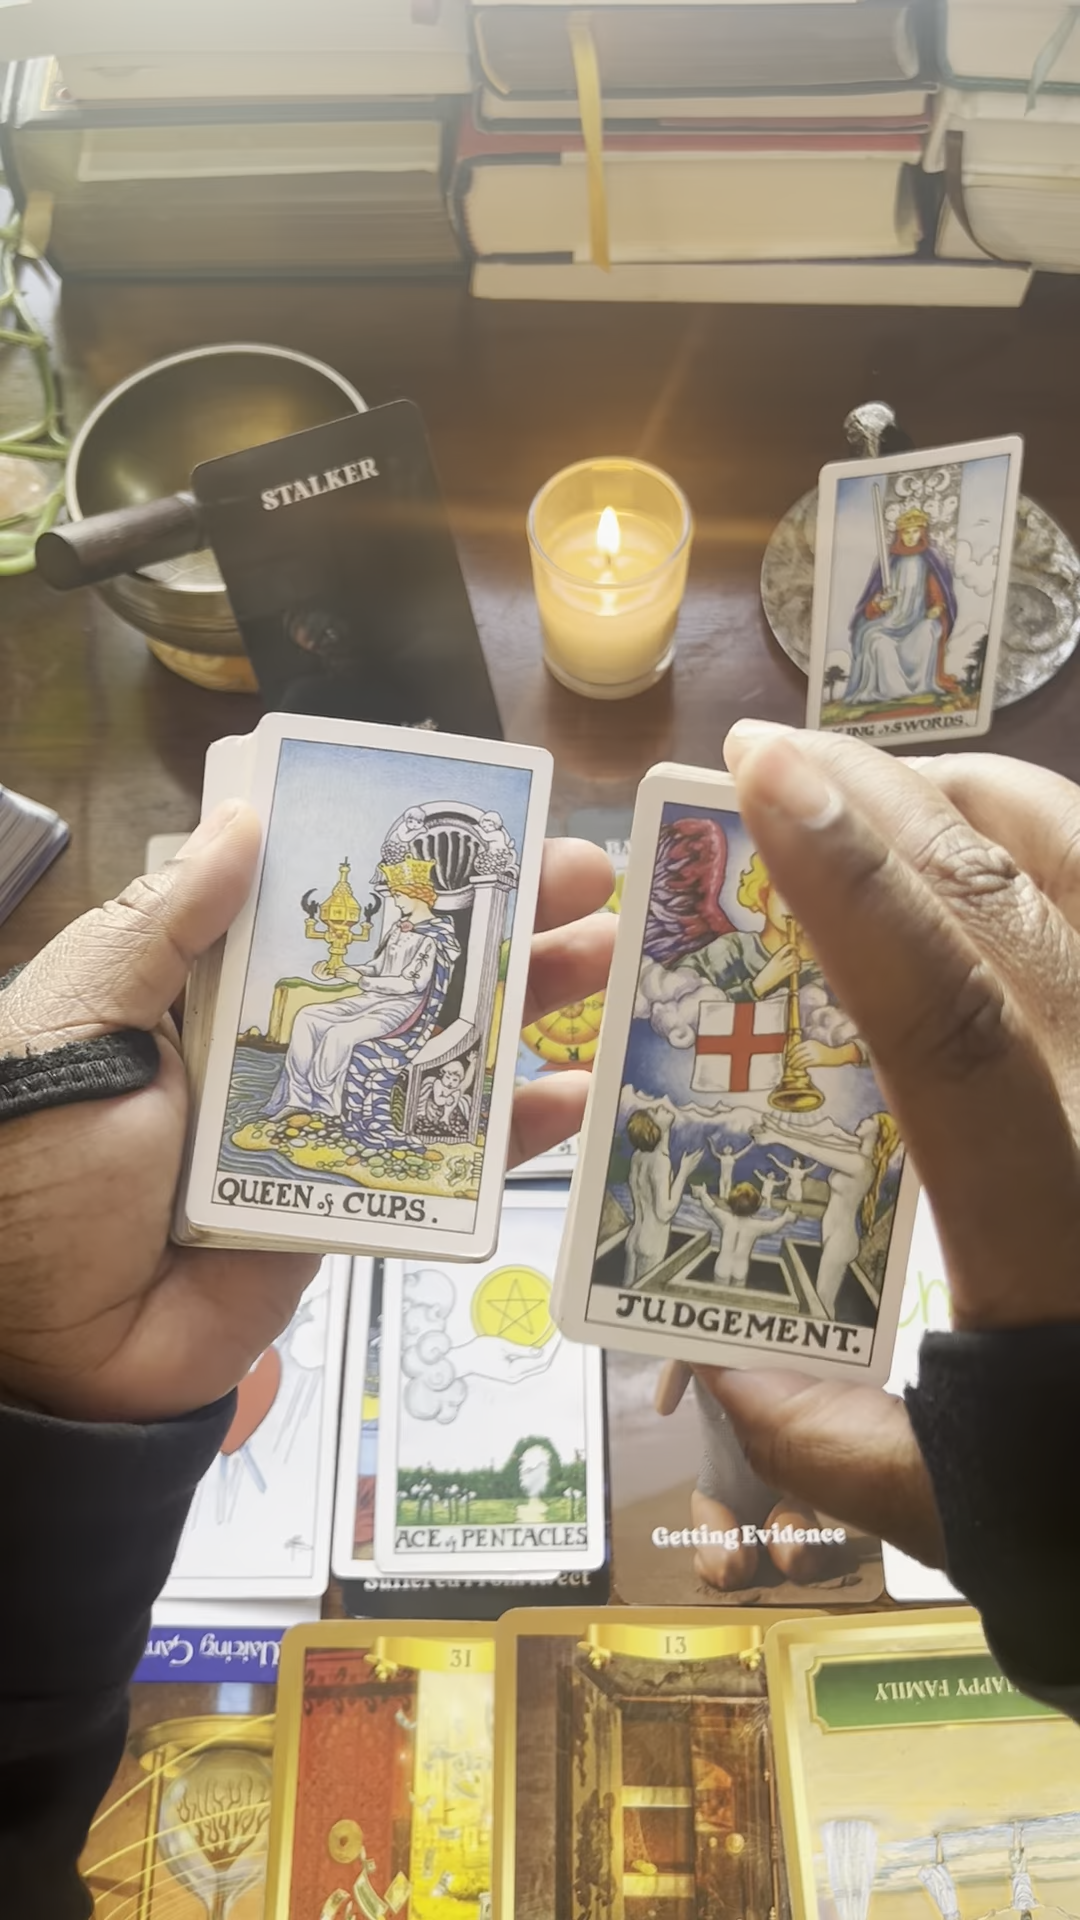 STALKER
KING of SWORDS.
QUEEN of CUPS.
JUDGEMENT.
ACE of PENTACLES
Getting Evidence
31
13
HAPPY FAMILY